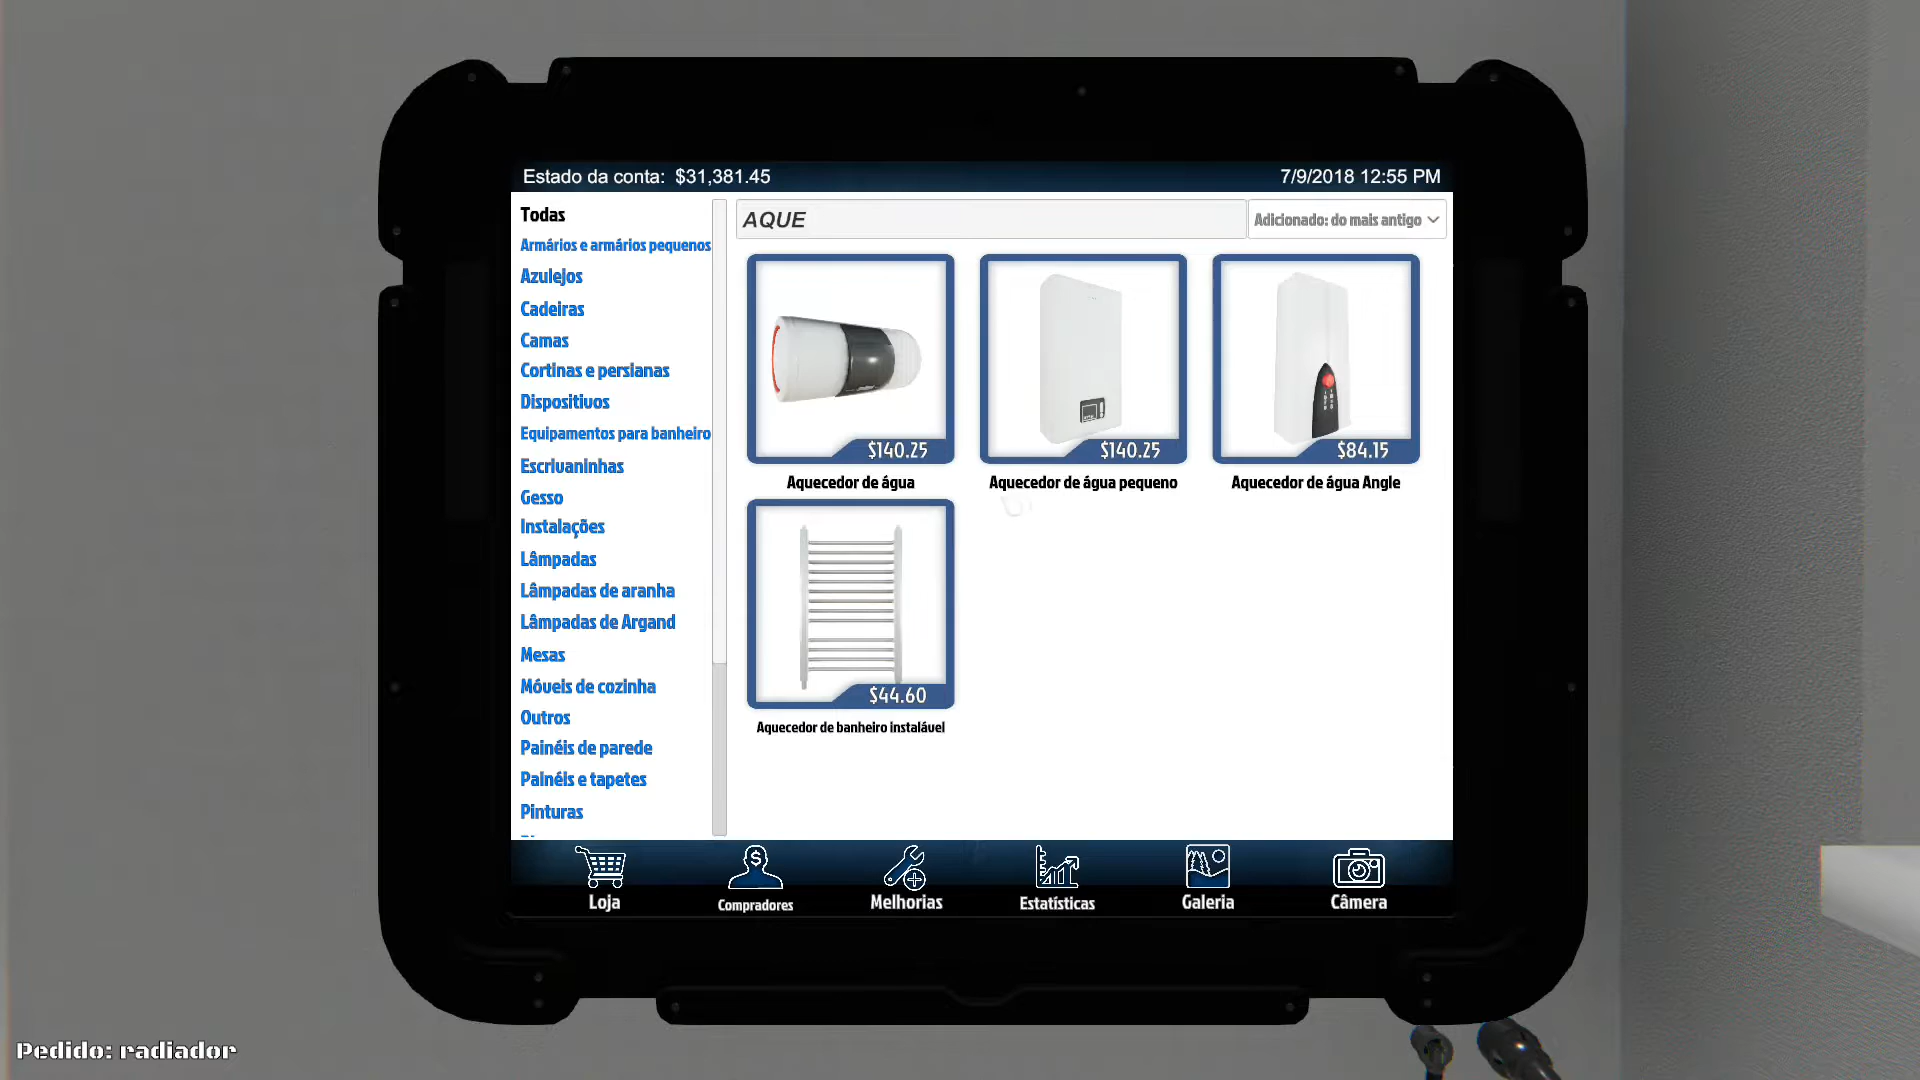 Estado da conta: $31,381.45
7/9/2018 12:55 PM
Todas
Armários e armários pequenos
Azulejos
Cadeiras
Camas
Cortinas e persianas
Dispositivos
Equipamentos para banheiro
Escrivaninhas
Gesso
Instalações
Lâmpadas
Lâmpadas de aranha
Lâmpadas de Argand
Mesas
Móveis de cozinha
Outros
Painéis de parede
Painéis e tapetes
Pinturas
AQUE
Adicionado: do mais antigo
$140.25
Aquecedor de água
$140.25
Aquecedor de água pequeno
$84.15
Aquecedor de água Angle
$44.60
Aquecedor de banheiro instalável
Loja
Compradores
Melhorias
Estatísticas
Galeria
Câmera
Pedido: radiador